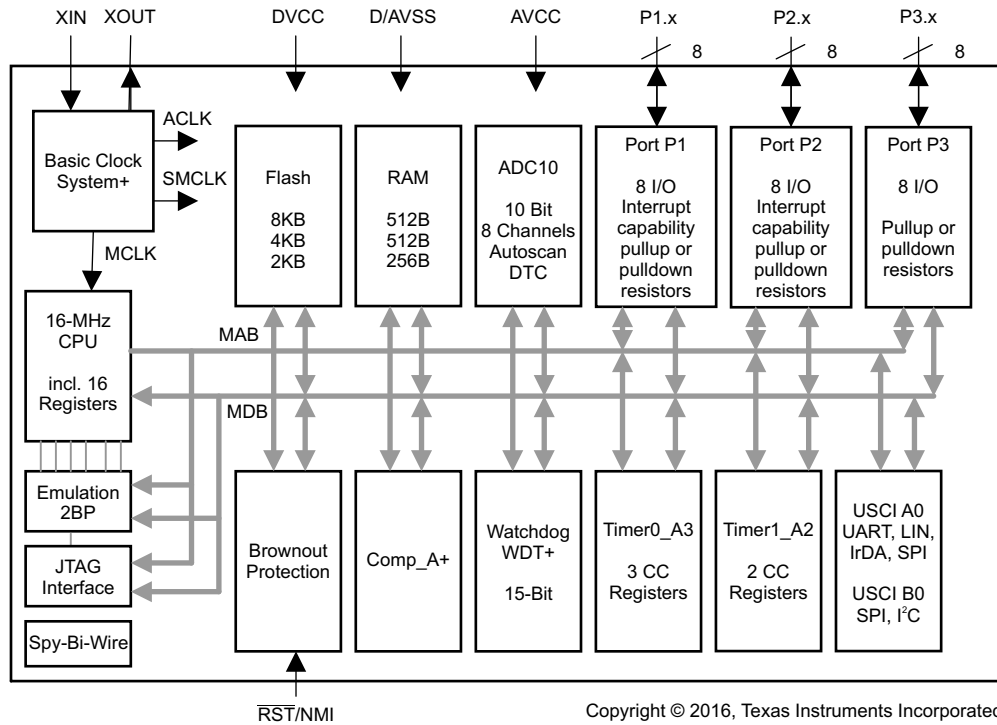 XIN
XOUT
DVCC
D/AVSS
AVCC
P1.x
P2.x
P3.x
8
8
8
Basic Clock
System+
ACLK
SMCLK
MCLK
Flash
8KB
4KB
2KB
RAM
512B
512B
256B
ADC10
10 Bit
8 Channels
Autoscan
DTC
Port P1
8 I/O
Interrupt
capability
pullup or
pulldown
resistors
Port P2
8 I/O
Interrupt
capability
pullup or
pulldown
resistors
Port P3
8 I/O
Pullup or
pulldown
resistors
16-MHz
CPU
incl. 16
Registers
MAB
MDB
Emulation
2BP
JTAG
Interface
Spy-Bi-Wire
Brownout
Protection
Comp_A+
Watchdog
WDT+
15-Bit
Timer0_A3
3 CC
Registers
Timer1_A2
2 CC
Registers
USCI A0
UART, LIN,
IrDA, SPI
USCI B0
SPI, I²C
R̅S̅T̅/NMI
Copyright © 2016, Texas Instruments Incorporated